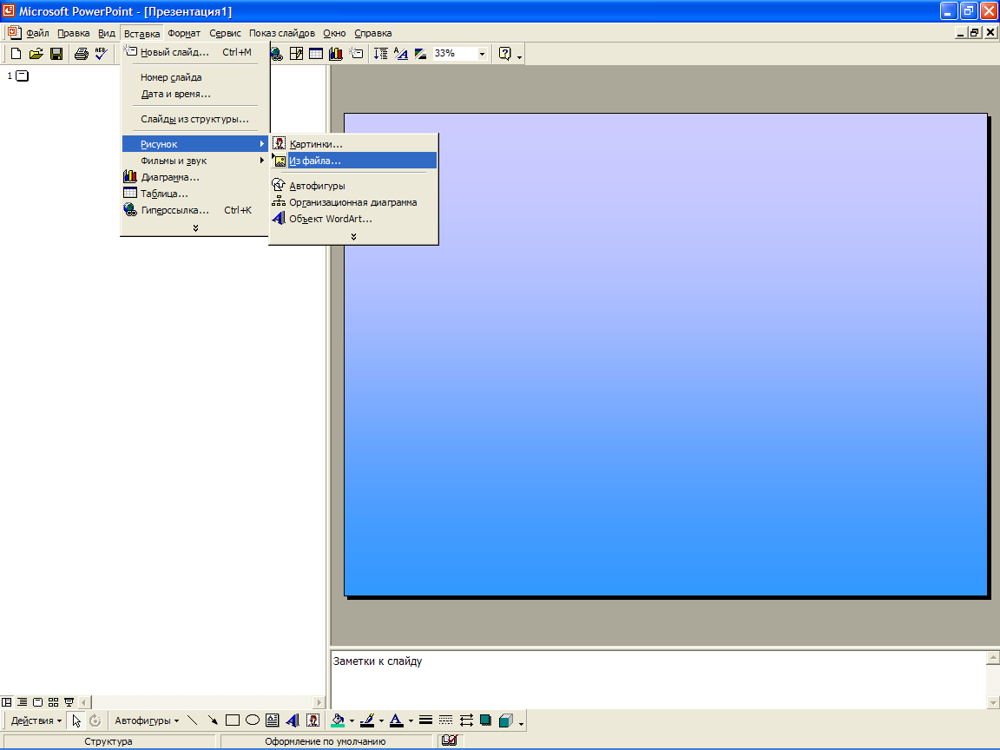 Microsoft PowerPoint - [Презентация1]
Файл Правка Вид Вставка Формат Сервис Показ слайдов Окно Справка
33%
1
Новый слайд... Ctrl+M
Номер слайда
Дата и время...
Слайды из структуры...
Рисунок
Фильмы и звук
Диаграмма...
Таблица...
Гиперссылка... Ctrl+K
Картинки...
Из файла...
Автофигуры
Организационная диаграмма
Объект WordArt...
Заметки к слайду
Действия Автофигуры
Структура Оформление по умолчанию